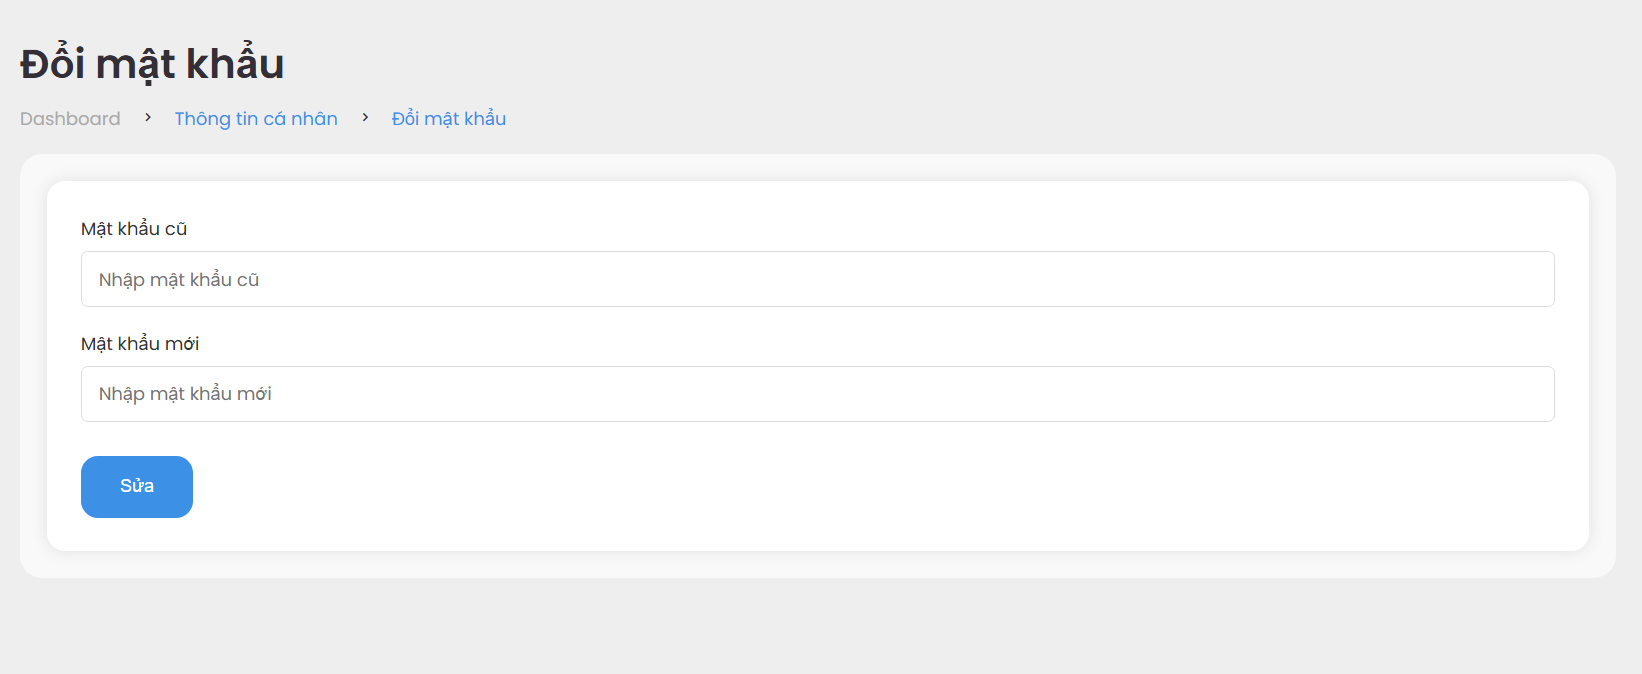 Đổi mật khẩu
Dashboard › Thông tin cá nhân › Đổi mật khẩu
Mật khẩu cũ
Nhập mật khẩu cũ
Mật khẩu mới
Nhập mật khẩu mới
Sửa